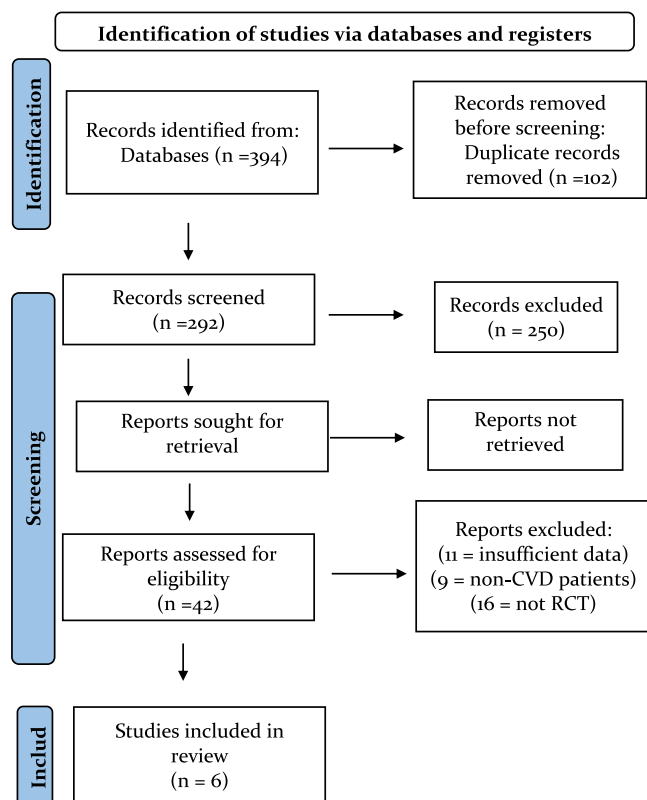 Identification of studies via databases and registers
Identification
Records identified from:
Databases (n =394)
Records removed
before screening:
Duplicate records
removed (n =102)
Screening
Records screened
(n =292)
Records excluded
(n = 250)
Reports sought for
retrieval
Reports not
retrieved
Reports assessed for
eligibility
(n =42)
Reports excluded:
(11 = insufficient data)
(9 = non-CVD patients)
(16 = not RCT)
Includ
Studies included in
review
(n = 6)